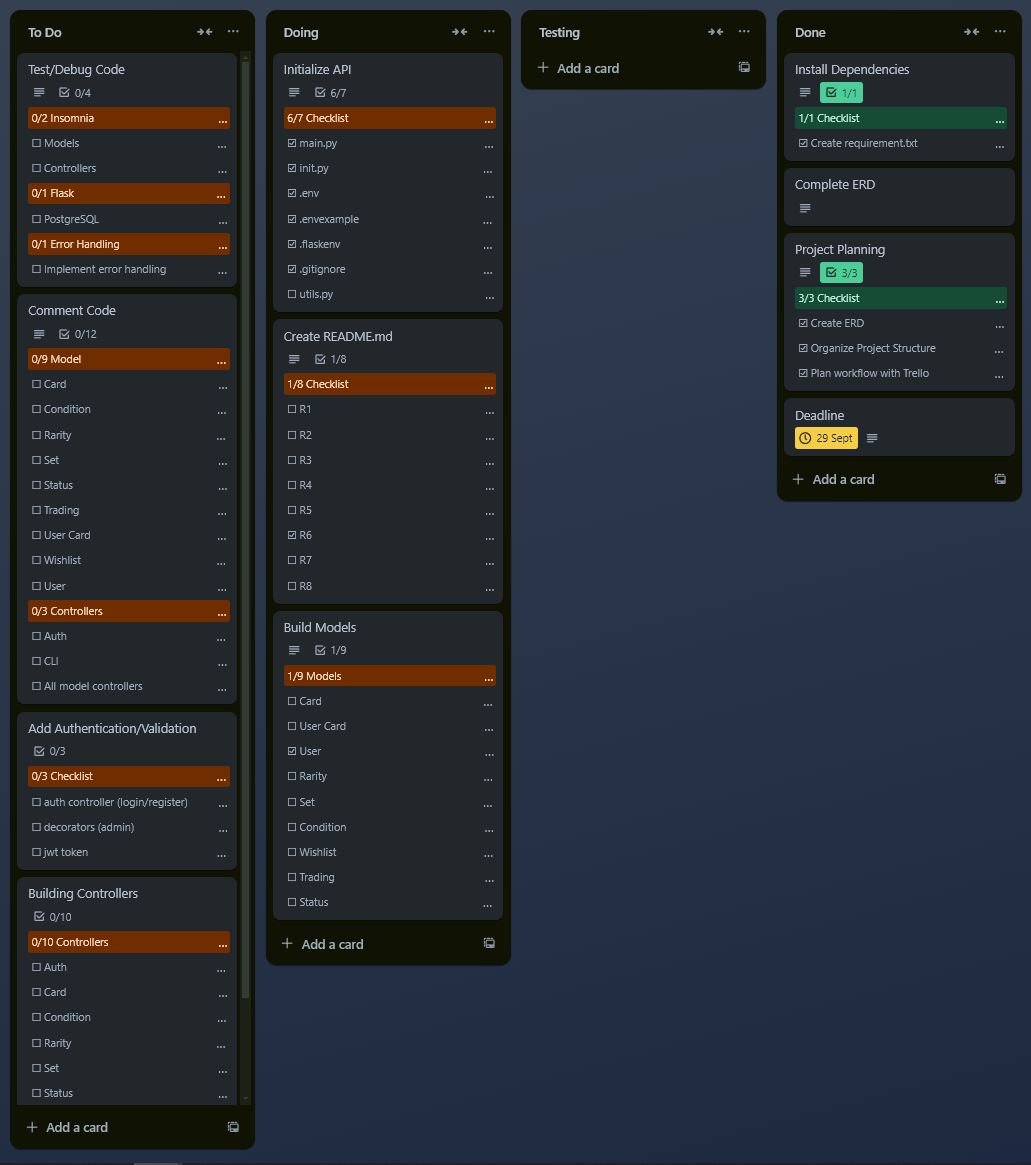 To Do
Test/Debug Code
0/4
0/2 Insomnia
Models
Controllers
0/1 Flask
PostgreSQL
0/1 Error Handling
Implement error handling
Comment Code
0/12
0/9 Model
Card
Condition
Rarity
Set
Status
Trading
User Card
Wishlist
User
0/3 Controllers
Auth
CLI
All model controllers
Add Authentication/Validation
0/3
0/3 Checklist
auth controller (login/register)
decorators (admin)
jwt token
Building Controllers
0/10
0/10 Controllers
Auth
Card
Condition
Rarity
Set
Status
Add a card
Doing
Initialize API
6/7
6/7 Checklist
main.py
init.py
.env
.envexample
.flaskenv
.gitignore
utils.py
Create README.md
1/8
1/8 Checklist
R1
R2
R3
R4
R5
R6
R7
R8
Build Models
1/9
1/9 Models
Card
User Card
User
Rarity
Set
Condition
Wishlist
Trading
Status
Add a card
Testing
Add a card
Done
Install Dependencies
1/1
1/1 Checklist
Create requirement.txt
Complete ERD
Project Planning
3/3
3/3 Checklist
Create ERD
Organize Project Structure
Plan workflow with Trello
Deadline
29 Sept
Add a card